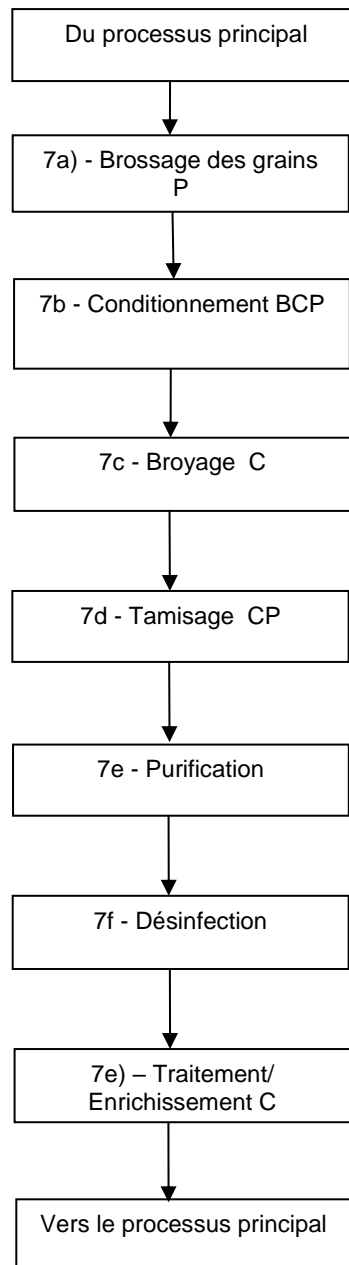 Du processus principal
7a) - Brossage des grains
P
7b - Conditionnement BCP
7c - Broyage C
7d - Tamisage CP
7e - Purification
7f - Désinfection
7e) – Traitement/
Enrichissement C
Vers le processus principal